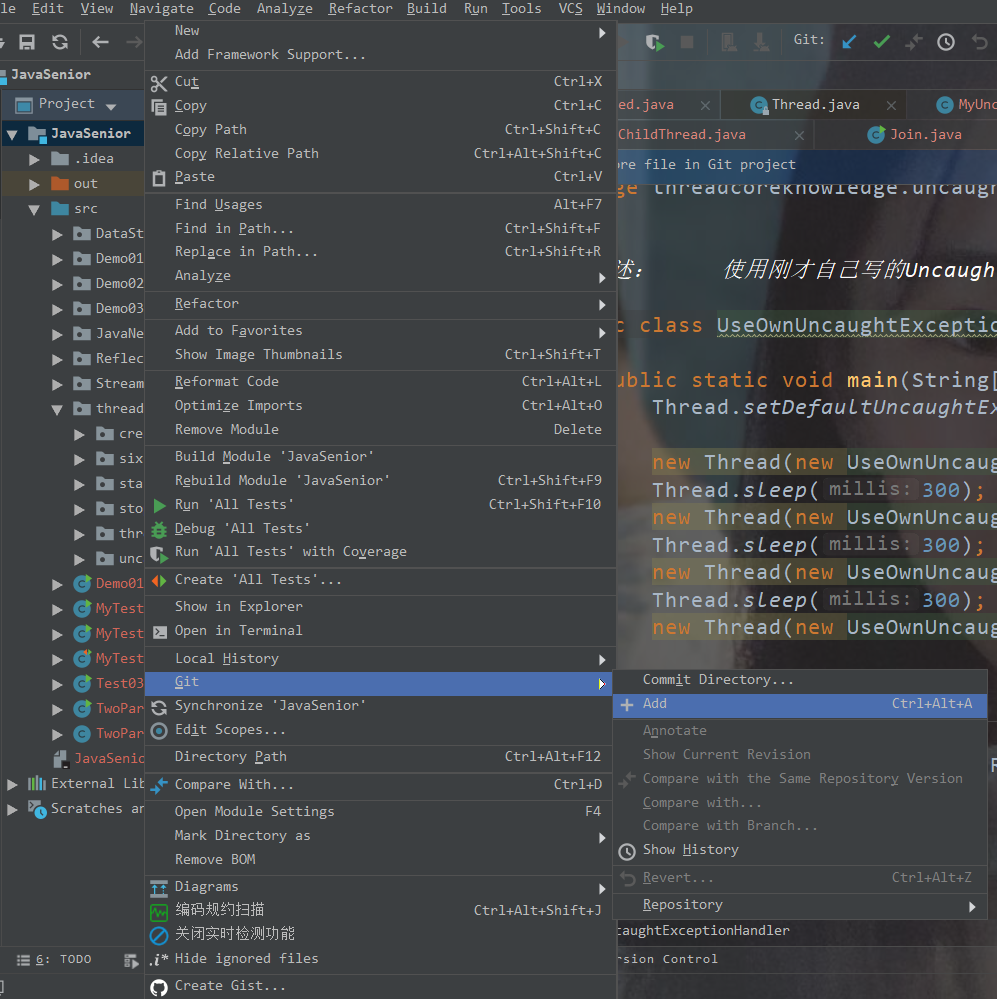 le Edit View Navigate Code Analyze Refactor Build Run Tools VCS Window Help
Git:
JavaSenior
Project
JavaSenior
.idea
out
src
DataSt
Demo01
Demo02
Demo03
JavaNe
Reflec
Stream
thread
cre
six
sta
sto
thr
unc
Demo01
MyTest
MyTest
MyTest
Test03
TwoPar
TwoPar
JavaSenio
External Lib
Scratches an
6: TODO
New
Add Framework Support...
Cut Ctrl+X
Copy Ctrl+C
Copy Path Ctrl+Shift+C
Copy Relative Path Ctrl+Alt+Shift+C
Paste Ctrl+V
Find Usages Alt+F7
Find in Path... Ctrl+Shift+F
Replace in Path... Ctrl+Shift+R
Analyze
Refactor
Add to Favorites
Show Image Thumbnails Ctrl+Shift+T
Reformat Code Ctrl+Alt+L
Optimize Imports Ctrl+Alt+O
Remove Module Delete
Build Module 'JavaSenior'
Rebuild Module 'JavaSenior' Ctrl+Shift+F9
Run 'All Tests' Ctrl+Shift+F10
Debug 'All Tests'
Run 'All Tests' with Coverage
Create 'All Tests'...
Show in Explorer
Open in Terminal
Local History
Git
Synchronize 'JavaSenior'
Edit Scopes...
Directory Path Ctrl+Alt+F12
Compare With... Ctrl+D
Open Module Settings F4
Mark Directory as
Remove BOM
Diagrams
编码规约扫描 Ctrl+Alt+Shift+J
关闭实时检测功能
.i* Hide ignored files
Create Gist...
ed.java Thread.java MyUnc
ChildThread.java Join.java
ore file in Git project
ge threadcoreknowledge.uncaugh
述： 使用刚才自己写的Uncaugh
c class UseOwnUncaughtExceptio
ublic static void main(String[
Thread.setDefaultUncaughtEx
new Thread(new UseOwnUncaug
Thread.sleep( millis: 300);
new Thread(new UseOwnUncaug
Thread.sleep( millis: 300);
new Thread(new UseOwnUncaug
Thread.sleep( millis: 300);
new Thread(new UseOwnUncaug
Commit Directory...
Add Ctrl+Alt+A
Annotate
Show Current Revision
Compare with the Same Repository Version
Compare with...
Compare with Branch...
Show History
Revert... Ctrl+Alt+Z
Repository
caughtExceptionHandler
rsion Control